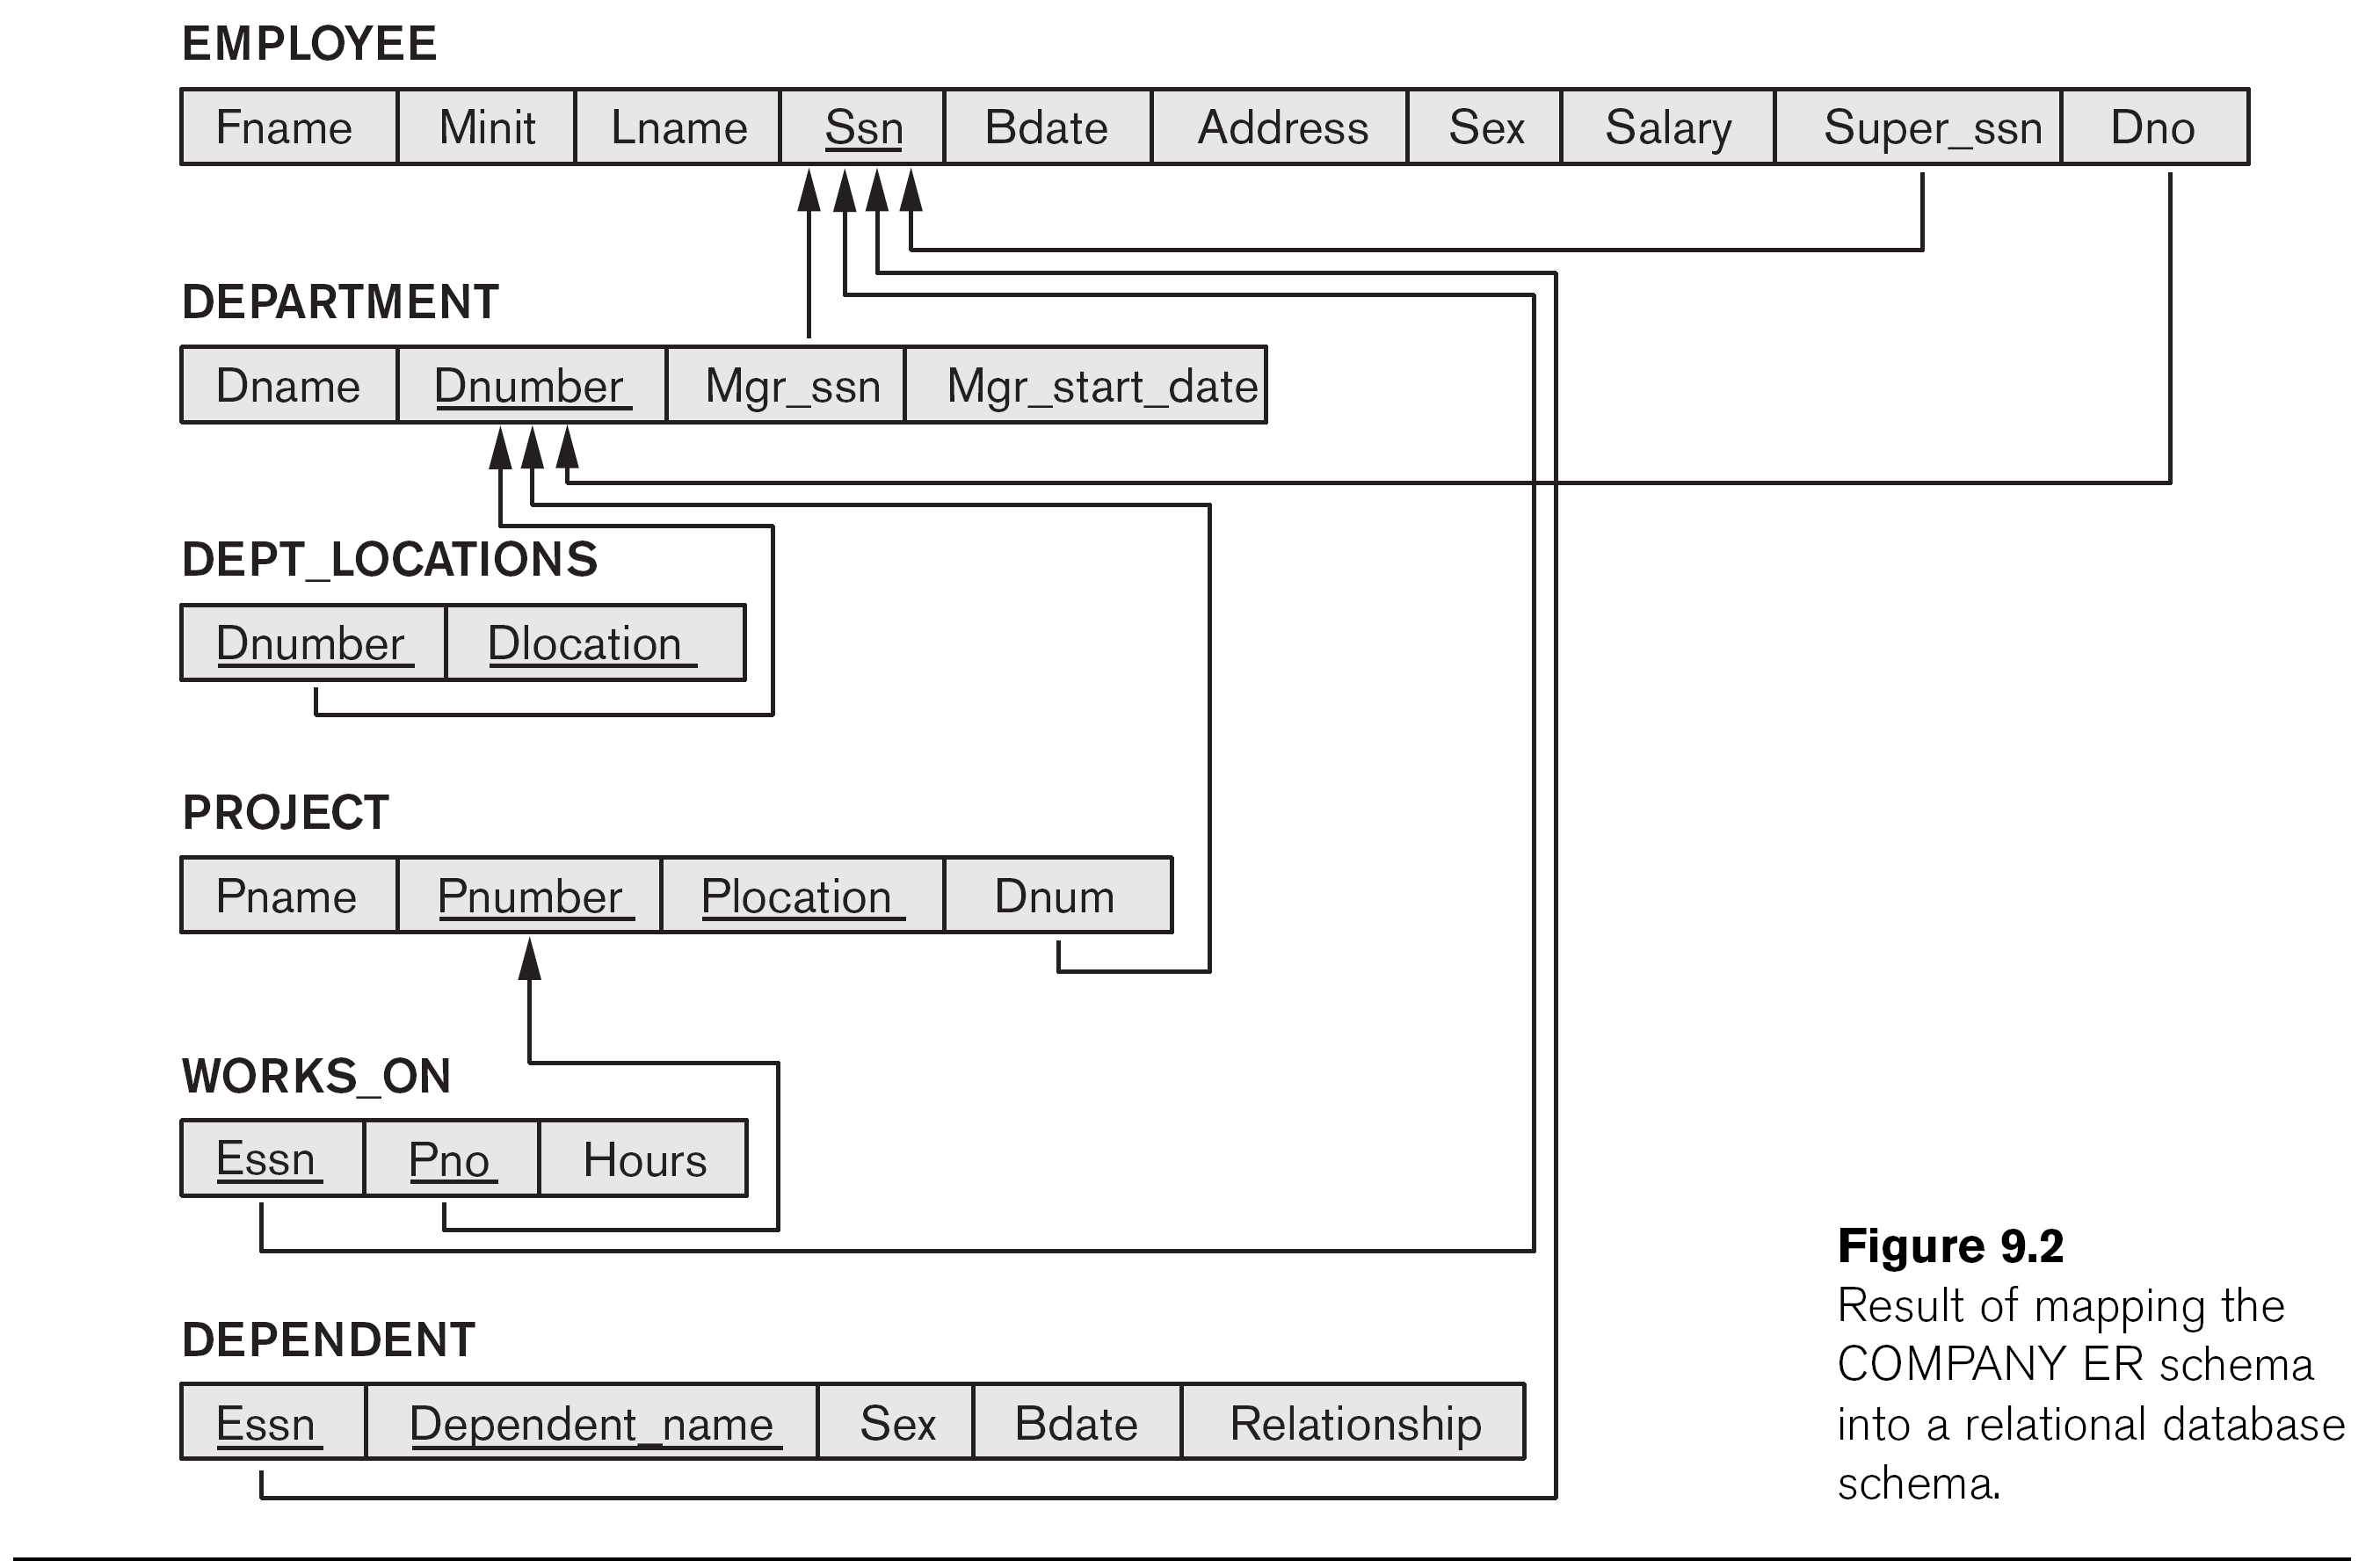 EMPLOYEE
Fname Minit Lname Ssn Bdate Address Sex Salary Super_ssn Dno
DEPARTMENT
Dname Dnumber Mgr_ssn Mgr_start_date
DEPT_LOCATIONS
Dnumber Dlocation
PROJECT
Pname Pnumber Plocation Dnum
WORKS_ON
Essn Pno Hours
DEPENDENT
Essn Dependent_name Sex Bdate Relationship
Figure 9.2
Result of mapping the
COMPANY ER schema
into a relational database
schema.